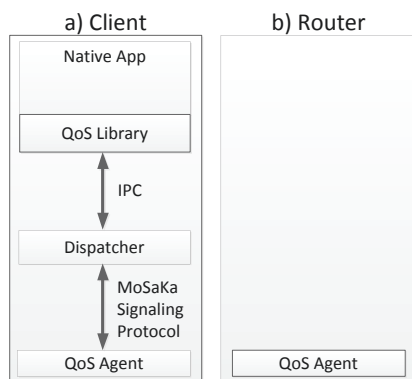 a) Client
Native App
QoS Library
IPC
Dispatcher
MoSaKa
Signaling
Protocol
QoS Agent
b) Router
QoS Agent